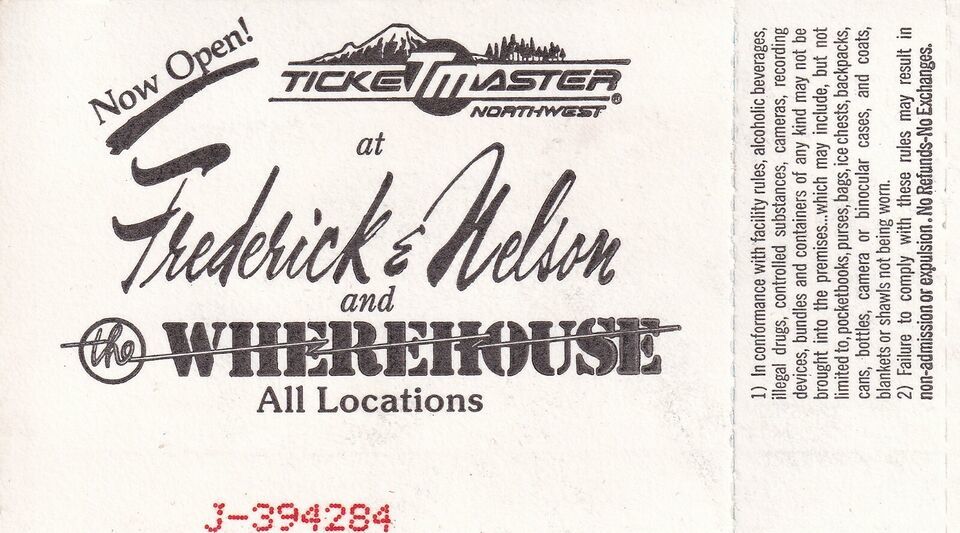 Now Open!
TICKETMASTER
NORTHWEST®
at
Frederick & Nelson
and
the WHEREHOUSE
All Locations
J-394284
1) In conformance with facility rules, alcoholic beverages,
illegal drugs, controlled substances, cameras, recording
devices, bundles and containers of any kind may not be
brought into the premises...which may include, but not
limited to, pocketbooks, purses, bags, ice chests, backpacks,
cans, bottles, camera or binocular cases, and coats,
blankets or shawls not being worn.
2) Failure to comply with these rules may result in
non-admission or expulsion. No Refunds-No Exchanges.